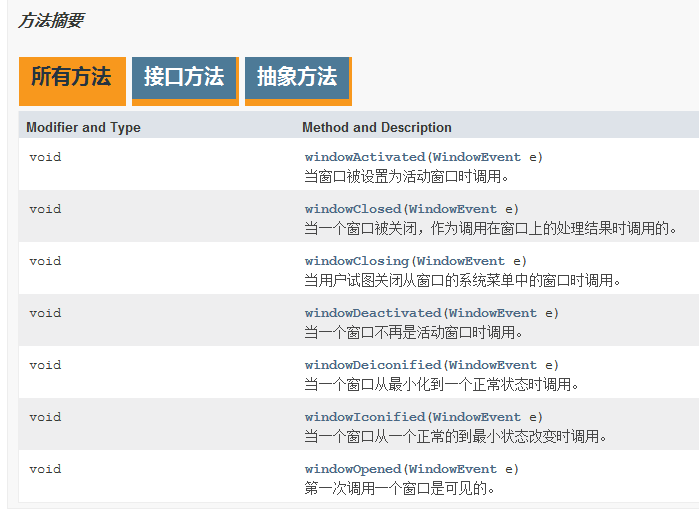 方法摘要
所有方法 接口方法 抽象方法
Modifier and Type Method and Description
void windowActivated(WindowEvent e)
当窗口被设置为活动窗口时调用。
void windowClosed(WindowEvent e)
当一个窗口被关闭，作为调用在窗口上的处理结果时调用的。
void windowClosing(WindowEvent e)
当用户试图关闭从窗口的系统菜单中的窗口时调用。
void windowDeactivated(WindowEvent e)
当一个窗口不再是活动窗口时调用。
void windowDeiconified(WindowEvent e)
当一个窗口从最小化到一个正常状态时调用。
void windowIconified(WindowEvent e)
当一个窗口从一个正常的到最小状态改变时调用。
void windowOpened(WindowEvent e)
第一次调用一个窗口是可见的。